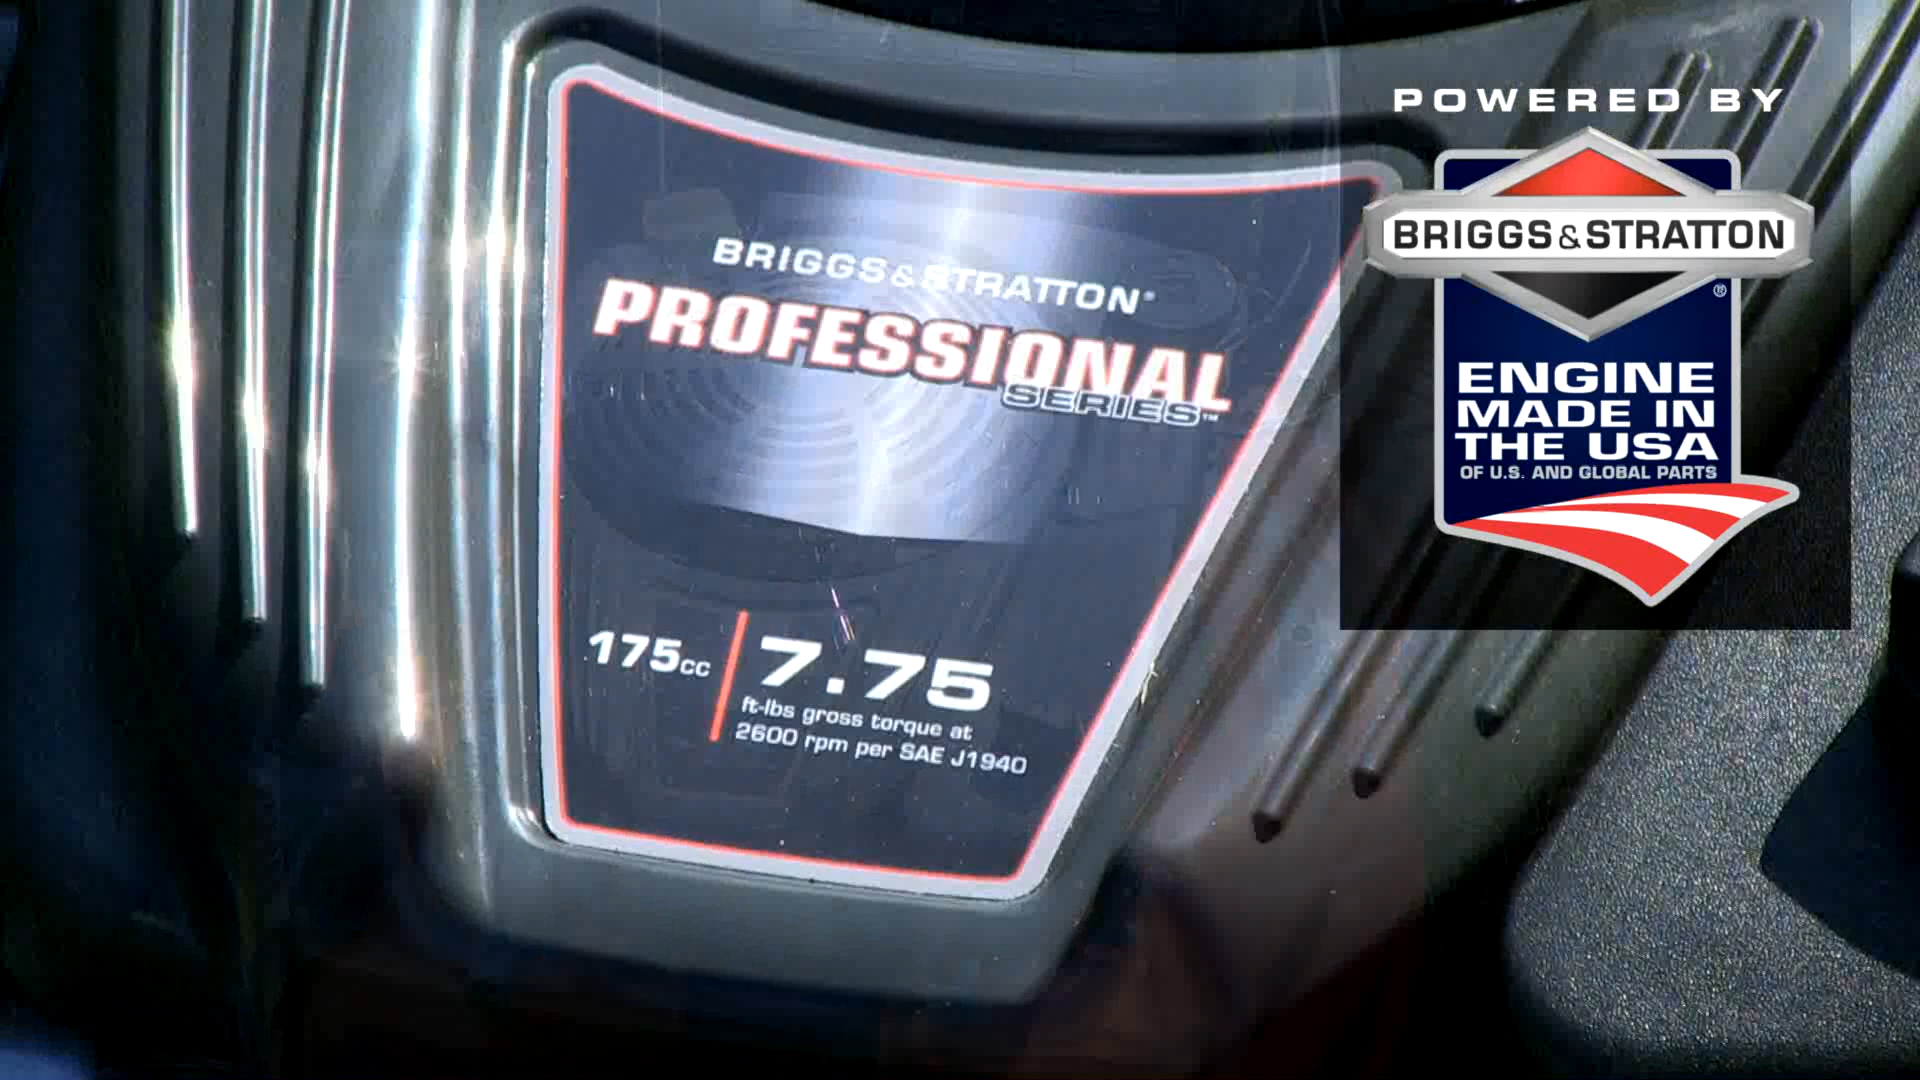 BRIGGS & STRATTON®
PROFESSIONAL
SERIES™
175cc
7.75
ft-lbs gross torque at
2600 rpm per SAE J1940
POWERED BY
BRIGGS & STRATTON
®
ENGINE
MADE IN
THE USA
OF U.S. AND GLOBAL PARTS